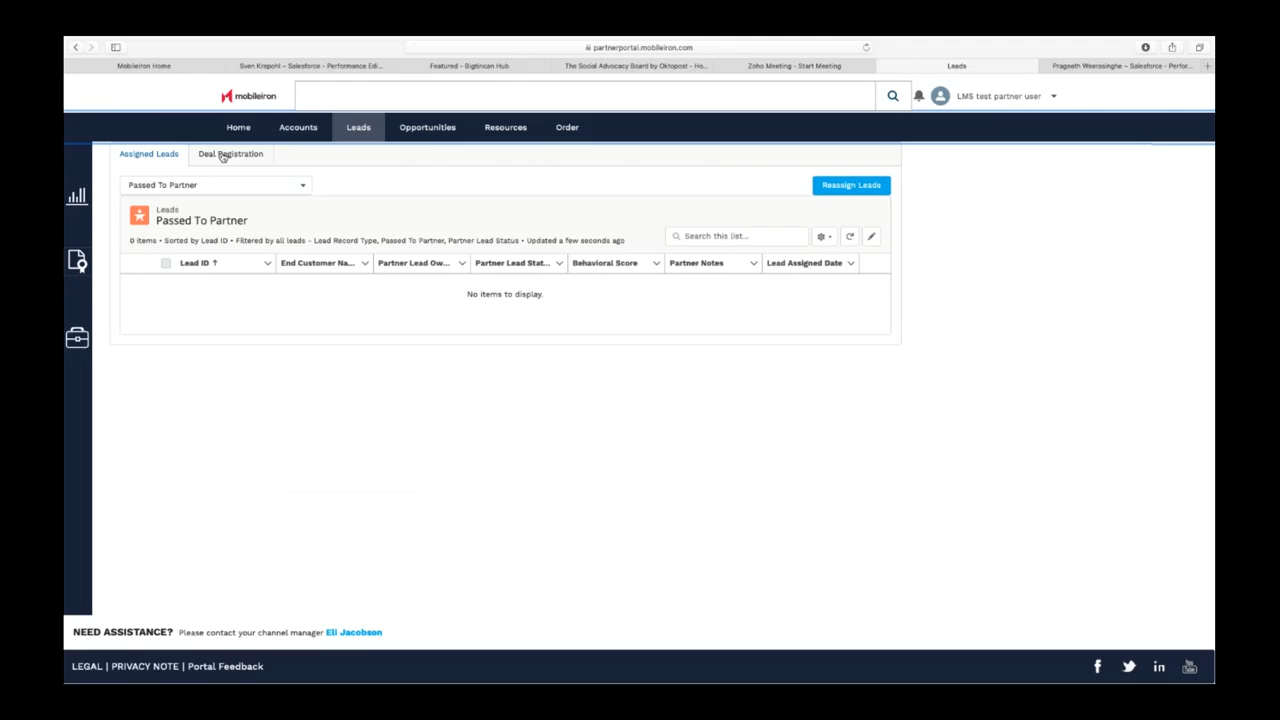 partnerportal.mobileiron.com
MobileIron Home
Sven Krapohl – Salesforce - Performance Edi...
Featured - Bigtincan Hub
The Social Advocacy Board by Oktopost - Ho...
Zoho Meeting - Start Meeting
Leads
Prageeth Weerasinghe – Salesforce - Perfor...
mobileiron
LMS test partner user
Home
Accounts
Leads
Opportunities
Resources
Order
Assigned Leads
Deal Registration
Passed To Partner
Reassign Leads
Leads
Passed To Partner
0 items • Sorted by Lead ID • Filtered by all leads - Lead Record Type, Passed To Partner, Partner Lead Status • Updated a few seconds ago
Search this list...
Lead ID ↑
End Customer Na...
Partner Lead Ow...
Partner Lead Stat...
Behavioral Score
Partner Notes
Lead Assigned Date
No items to display.
NEED ASSISTANCE? Please contact your channel manager Eli Jacobson
LEGAL | PRIVACY NOTE | Portal Feedback
You Tube